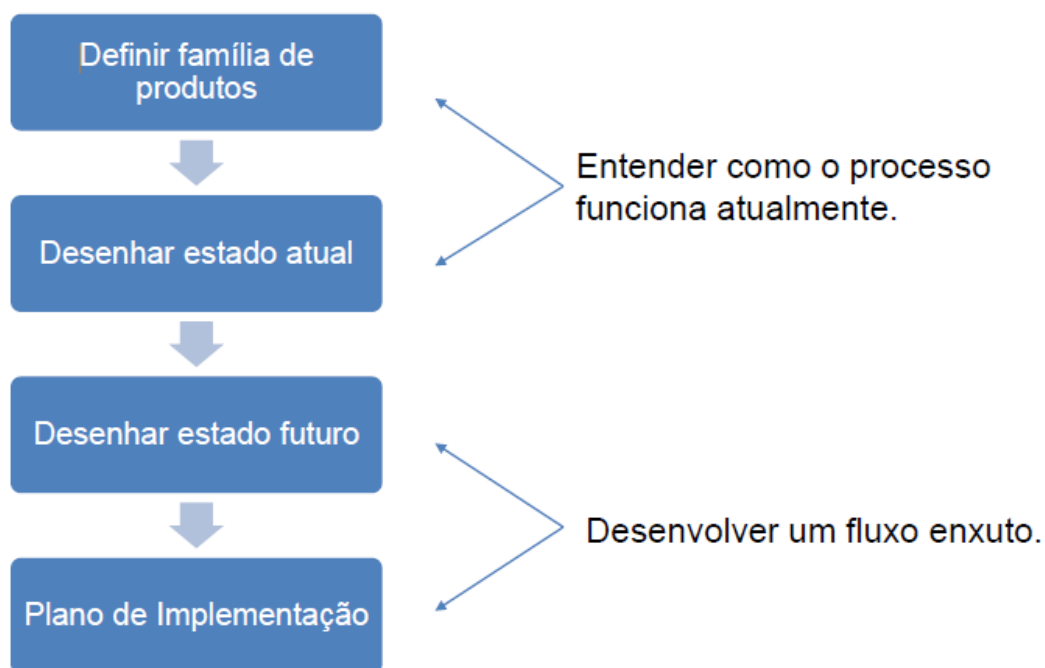 Definir família de
produtos
Entender como o processo
funciona atualmente.
Desenhar estado atual
Desenhar estado futuro
Desenvolver um fluxo enxuto.
Plano de Implementação